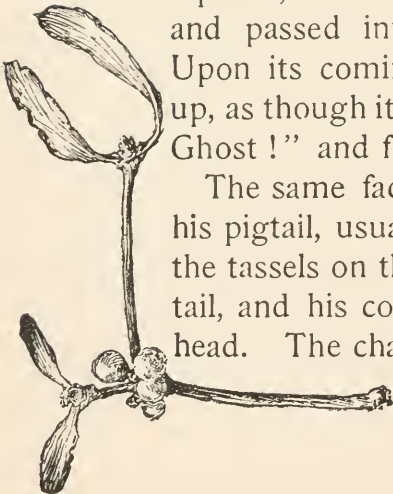 and passed in
Upon its comin
up, as though it
Ghost !” and f
The same fac
his pigtail, usua
the tassels on th
tail, and his co
head. The cha